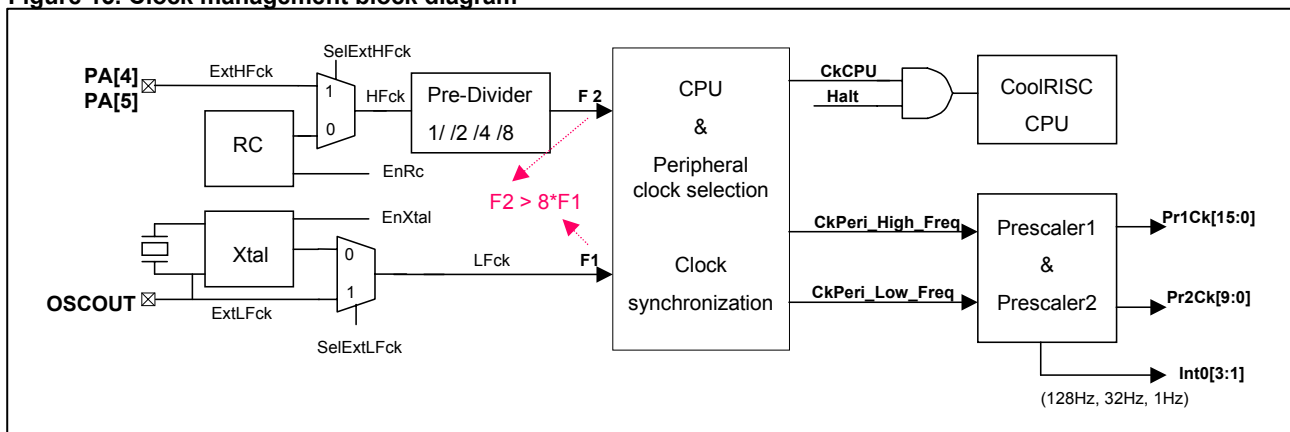 Figure 13. Clock management block diagram
SelExtHFck
PA[4]
PA[5]
ExtHFck
1
0
HFck
Pre-Divider
1/ /2 /4 /8
F 2
RC
EnRc
F2 > 8*F1
EnXtal
Xtal
0
1
LFck
F1
OSCOUT
ExtLFck
SelExtLFck
CPU
&
Peripheral
clock selection
Clock
synchronization
CkCPU
Halt
CoolRISC
CPU
CkPeri_High_Freq
CkPeri_Low_Freq
Prescaler1
&
Prescaler2
Pr1Ck[15:0]
Pr2Ck[9:0]
Int0[3:1]
(128Hz, 32Hz, 1Hz)